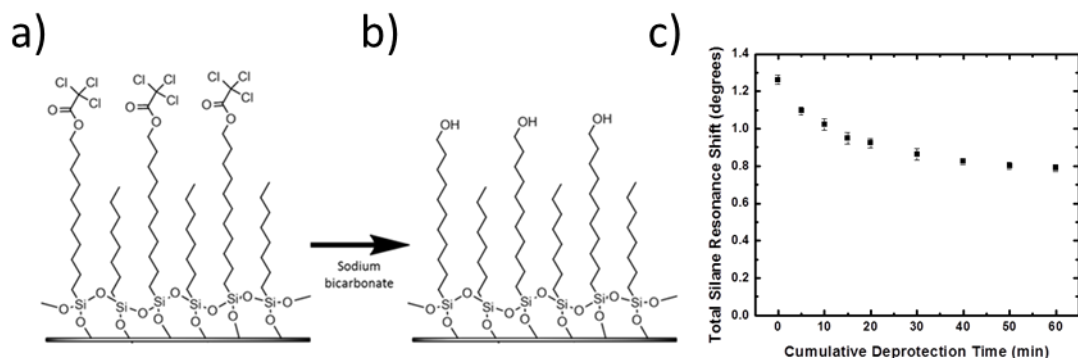 a)
Cl Cl
Cl
O
O
Cl Cl
Cl
O
O
Cl Cl
Cl
O
O
O Si O Si O Si O Si O Si O Si O
O O O O O O
Sodium
bicarbonate
b)
OH
OH
OH
O Si O Si O Si O Si O Si O Si O
O O O O O O
c)
Total Silane Resonance Shift (degrees)
1.4
1.2
1.0
0.8
0.6
0.4
0.2
0.0
0 10 20 30 40 50 60
Cumulative Deprotection Time (min)